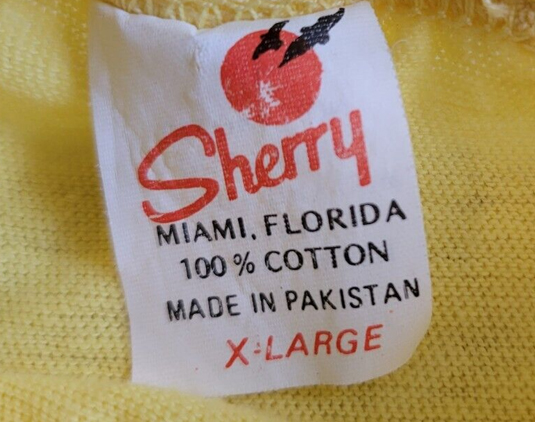 Sherry
MIAMI, FLORIDA
100% COTTON
MADE IN PAKISTAN
X-LARGE